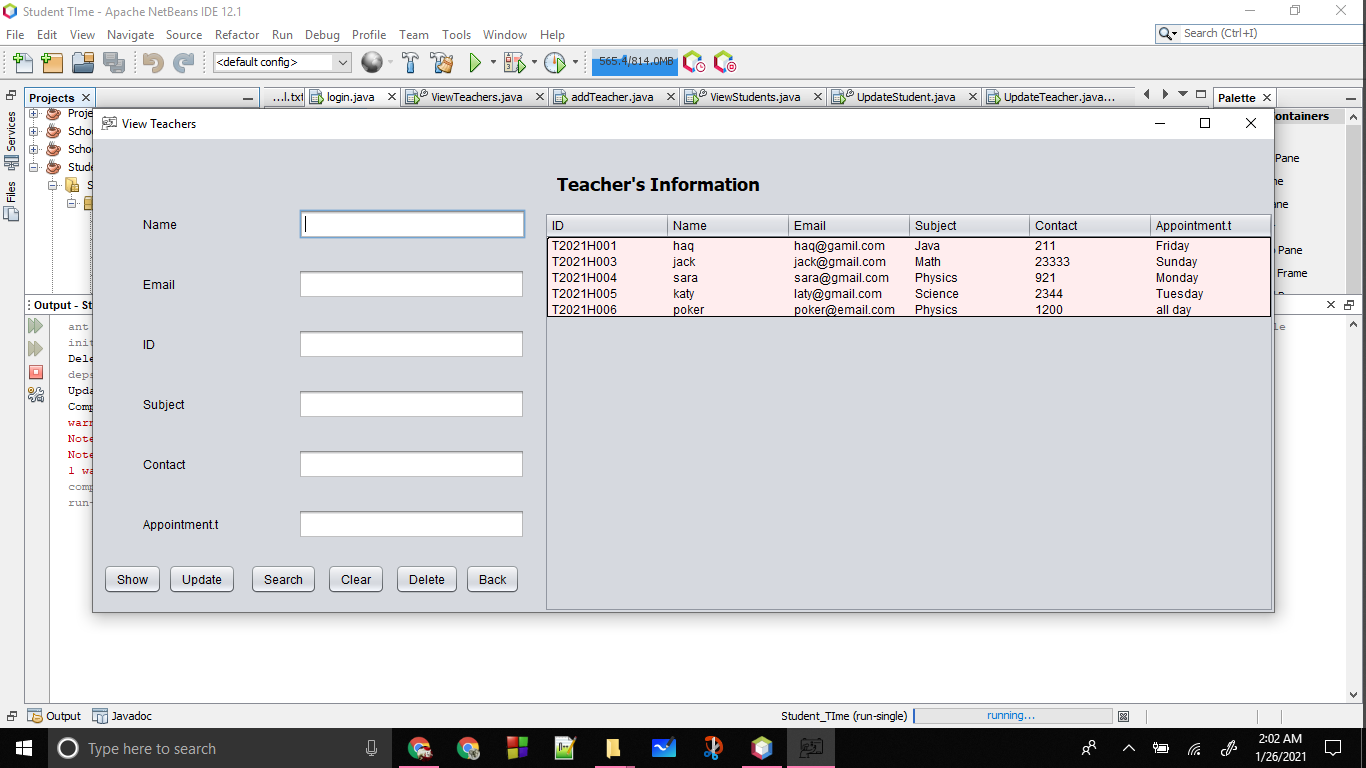 Student TIme - Apache NetBeans IDE 12.1
File Edit View Navigate Source Refactor Run Debug Profile Team Tools Window Help
Search (Ctrl+I)
<default config>
565.4/814.0MB
Projects
...l.txt login.java ViewTeachers.java addTeacher.java ViewStudents.java UpdateStudent.java UpdateTeacher.java...
Palette
Services
Files
Proje
Scho
Scho
Stude
S
ontainers
Pane
ne
ane
o Pane
Frame
View Teachers
Teacher's Information
Name
Email
ID
Subject
Contact
Appointment.t
Show Update Search Clear Delete Back
ID Name Email Subject Contact Appointment.t
T2021H001 haq haq@gamil.com Java 211 Friday
T2021H003 jack jack@gmail.com Math 23333 Sunday
T2021H004 sara sara@gmail.com Physics 921 Monday
T2021H005 katy laty@gmail.com Science 2344 Tuesday
T2021H006 poker poker@email.com Physics 1200 all day
Output - St
ant
init
Dele
deps
Upda
Comp
warn
Note
Note
1 wa
comp
run-
le
Output Javadoc
Student_TIme (run-single) running...
Type here to search
2:02 AM
1/26/2021